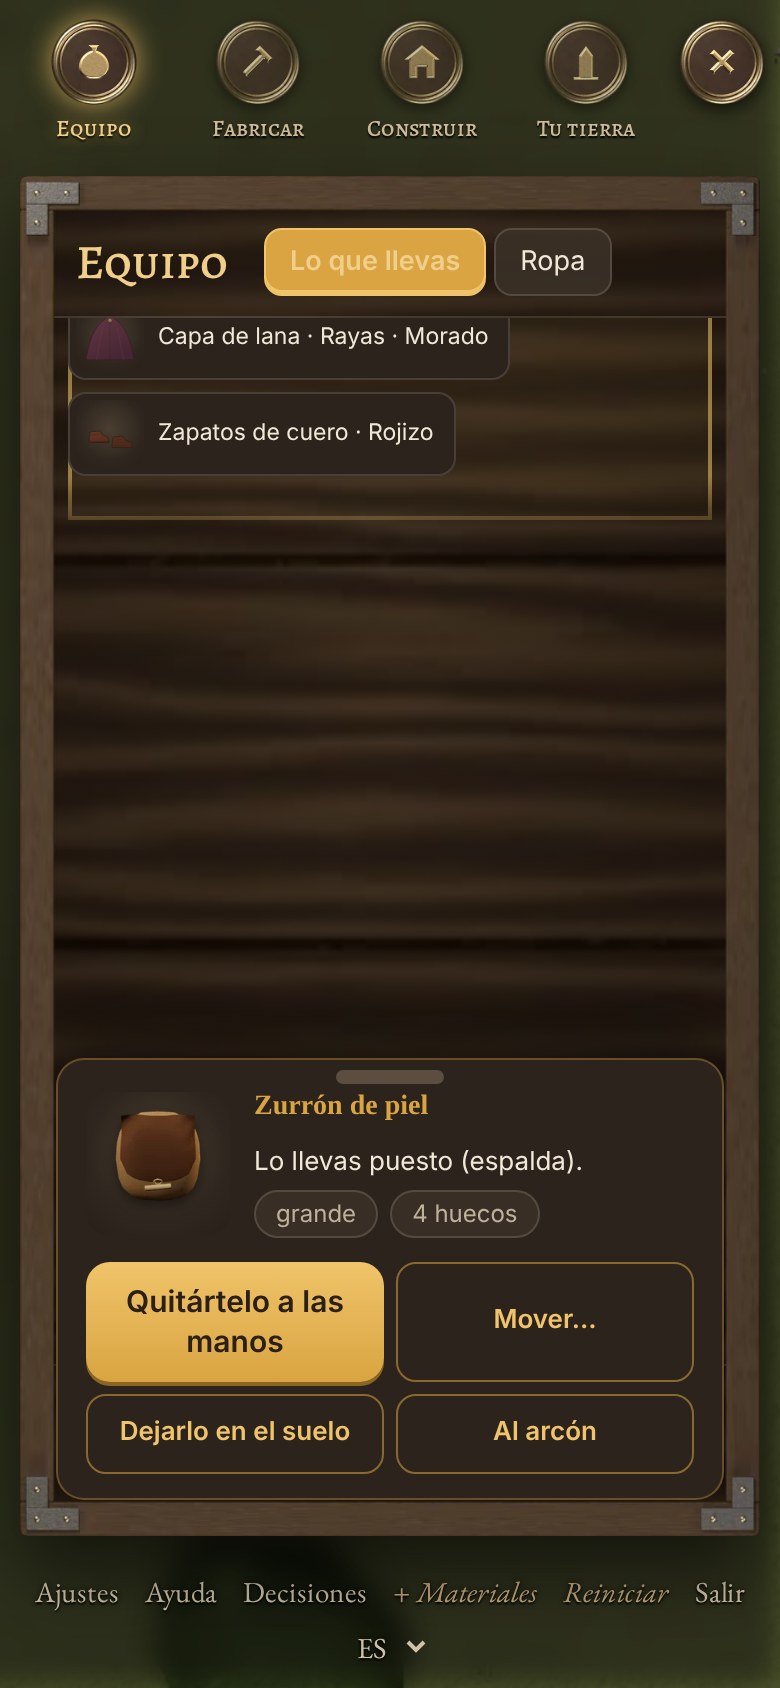 Equipo
Fabricar
Construir
Tu tierra
Equipo
Lo que llevas
Ropa
Capa de lana · Rayas · Morado
Zapatos de cuero · Rojizo
Zurrón de piel
Lo llevas puesto (espalda).
grande
4 huecos
Quitártelo a las
manos
Mover...
Dejarlo en el suelo
Al arcón
Ajustes
Ayuda
Decisiones
+ Materiales
Reiniciar
Salir
ES